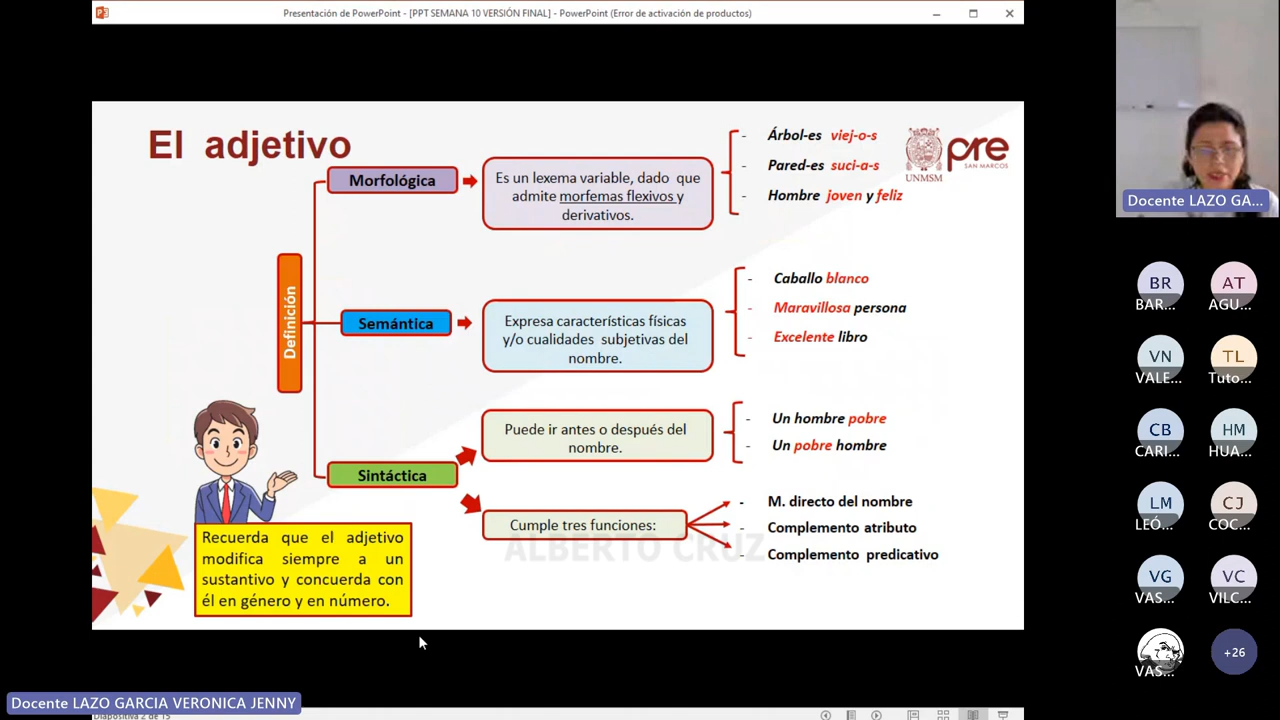 Presentación de PowerPoint - [PPT SEMANA 10 VERSIÓN FINAL] - PowerPoint (Error de activación de productos)
El adjetivo
Definición
Morfológica
Es un lexema variable, dado que
admite morfemas flexivos y
derivativos.
- Árbol-es viej-o-s
- Pared-es suci-a-s
- Hombre joven y feliz
UNMSM
pre
SAN MARCOS
Semántica
Expresa características físicas
y/o cualidades subjetivas del
nombre.
- Caballo blanco
- Maravillosa persona
- Excelente libro
Sintáctica
Puede ir antes o después del
nombre.
- Un hombre pobre
- Un pobre hombre
Cumple tres funciones:
- M. directo del nombre
- Complemento atributo
- Complemento predicativo
ALBERTO CRUZ
Recuerda que el adjetivo
modifica siempre a un
sustantivo y concuerda con
él en género y en número.
Docente LAZO GARCIA VERONICA JENNY
Diapositiva 2 de 15
Docente LAZO GA...
BR
BAR...
AT
AGU...
VN
VALE...
TL
Tuto...
CB
CARI...
HM
HUA...
LM
LEÓ...
CJ
COC...
VG
VAS...
VC
VILC...
VAS...
+26